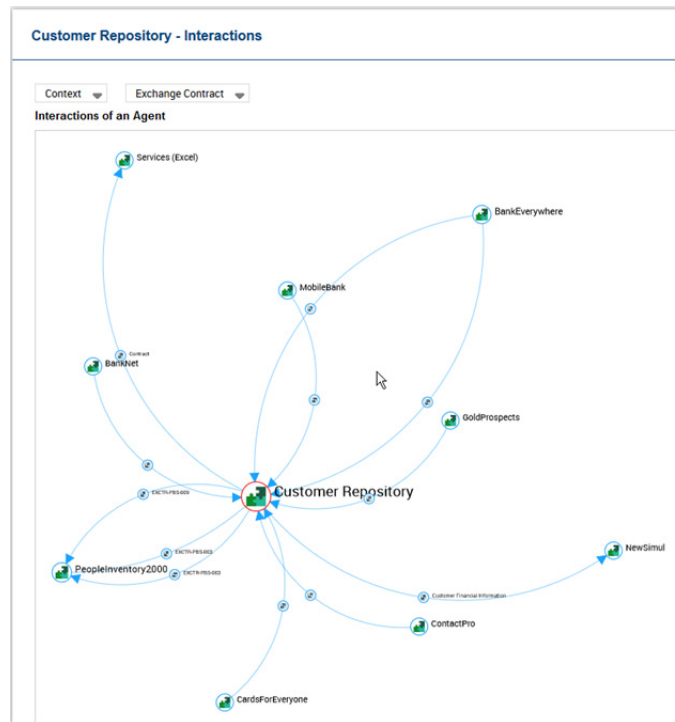 Customer Repository - Interactions
Context
Exchange Contract
Interactions of an Agent
Services (Excel)
BankEverywhere
MobileBank
Contract
BankNet
GoldProspects
Customer Repository
NewSimul
PeopleInventory2000
Customer Financial Information
ContactPro
CardsForEveryone